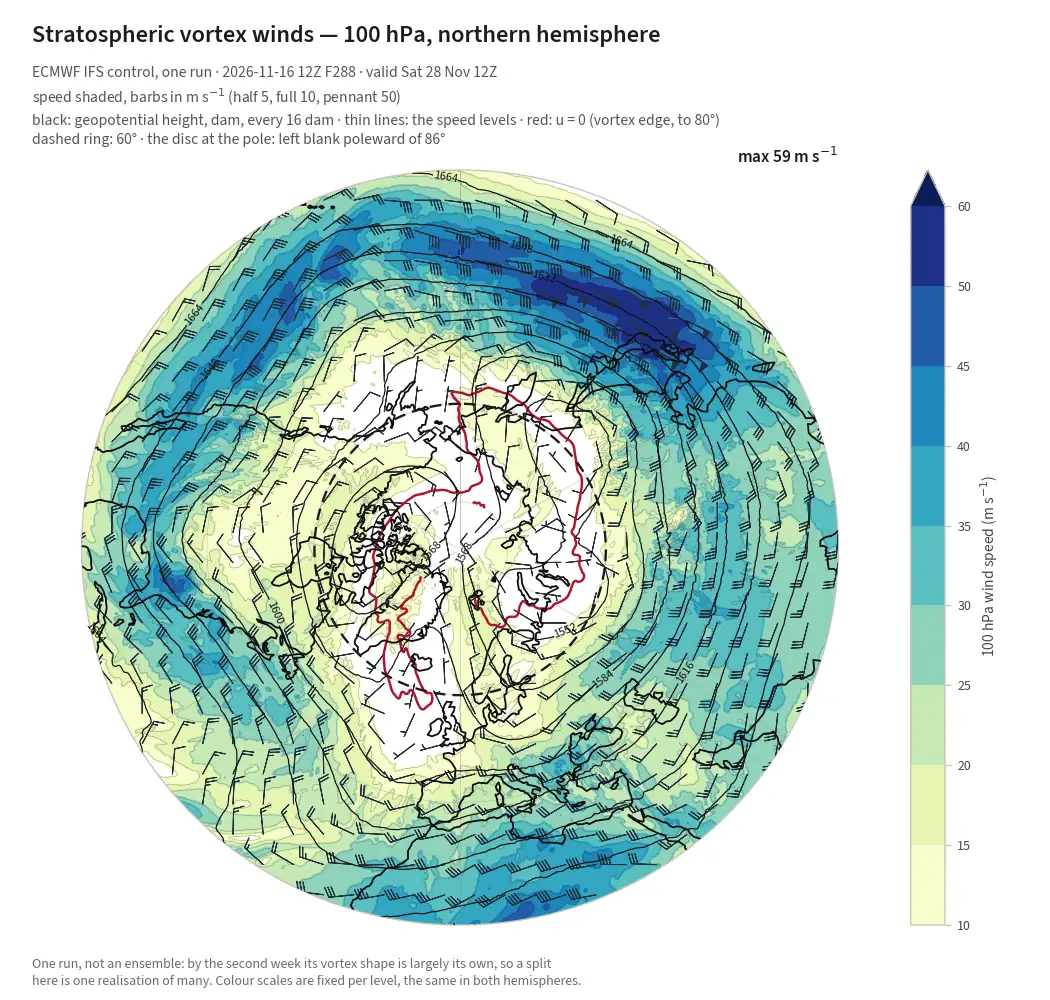 Stratospheric vortex winds — 100 hPa, northern hemisphere
ECMWF IFS control, one run · 2026-11-16 12Z F288 · valid Sat 28 Nov 12Z
speed shaded, barbs in m s⁻¹ (half 5, full 10, pennant 50)
black: geopotential height, dam, every 16 dam · thin lines: the speed levels · red: u = 0 (vortex edge, to 80°)
dashed ring: 60° · the disc at the pole: left blank poleward of 86°
max 59 m s⁻¹
1664
1664
1664
1600
1584
1616
1568
60
50
45
40
35
30
25
20
15
10
100 hPa wind speed (m s⁻¹)
One run, not an ensemble: by the second week its vortex shape is largely its own, so a split
here is one realisation of many. Colour scales are fixed per level, the same in both hemispheres.